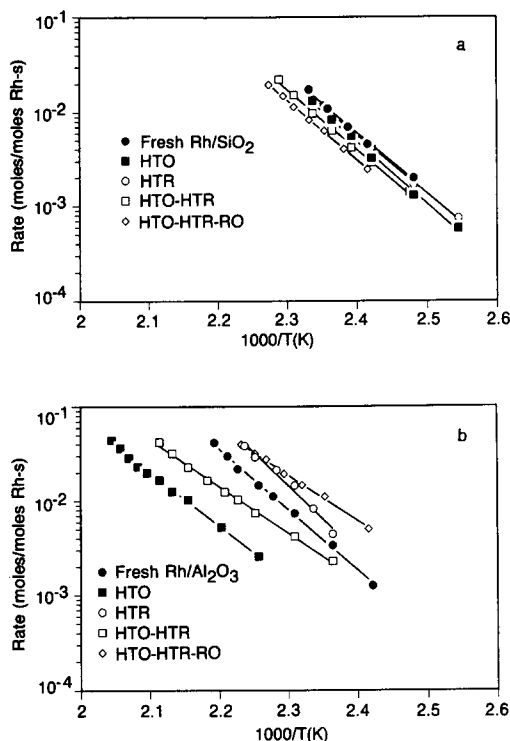 a
10⁻¹
10⁻²
10⁻³
10⁻⁴
Rate (moles/moles Rh-s)
Fresh Rh/SiO₂
HTO
HTR
HTO-HTR
HTO-HTR-RO
2 2.1 2.2 2.3 2.4 2.5 2.6
1000/T(K)
b
10⁻¹
10⁻²
10⁻³
10⁻⁴
Rate (moles/moles Rh-s)
Fresh Rh/Al₂O₃
HTO
HTR
HTO-HTR
HTO-HTR-RO
2 2.1 2.2 2.3 2.4 2.5 2.6
1000/T(K)